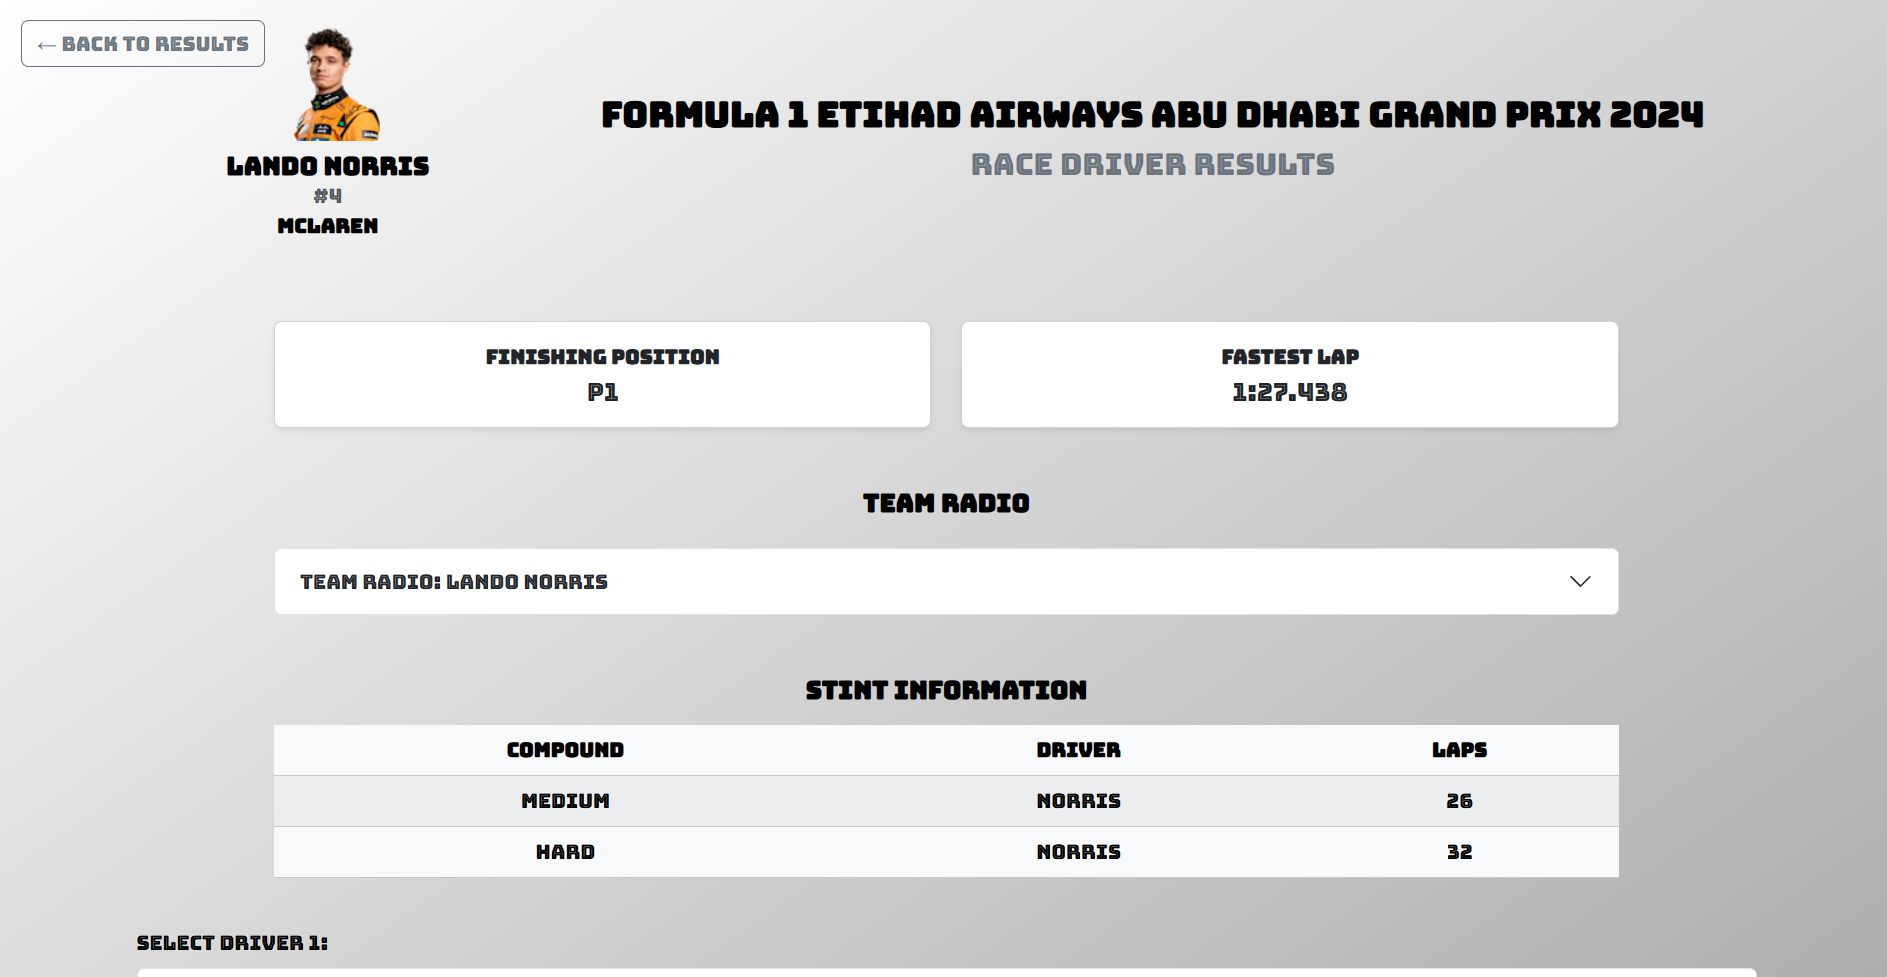 ← BACK TO RESULTS
LANDO NORRIS
#4
MCLAREN
FORMULA 1 ETIHAD AIRWAYS ABU DHABI GRAND PRIX 2024
RACE DRIVER RESULTS
FINISHING POSITION
P1
FASTEST LAP
1:27.438
TEAM RADIO
TEAM RADIO: LANDO NORRIS
STINT INFORMATION
COMPOUND DRIVER LAPS
MEDIUM NORRIS 26
HARD NORRIS 32
SELECT DRIVER 1: